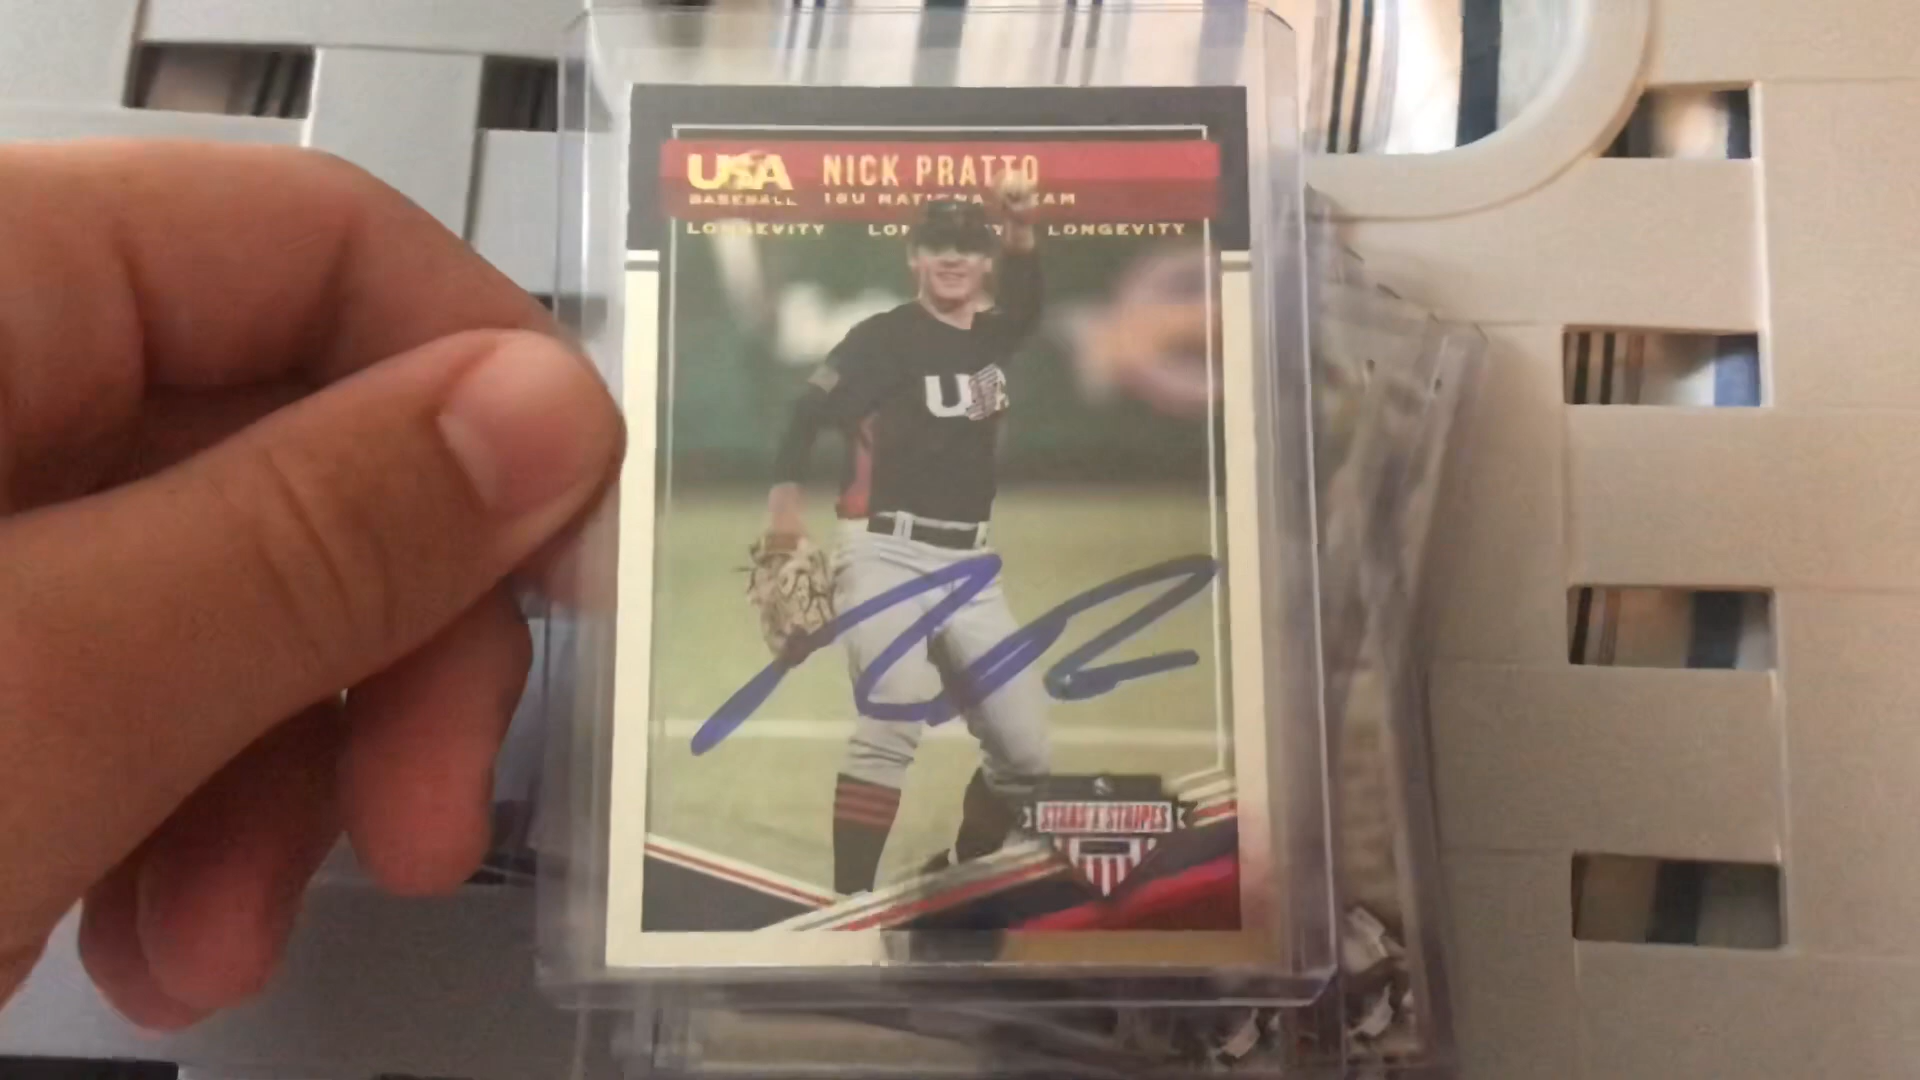 USA NICK PRATTO
BASEBALL 18U NATIONAL TEAM
LONGEVITY LONGEVITY LONGEVITY
USA
STARS & STRIPES